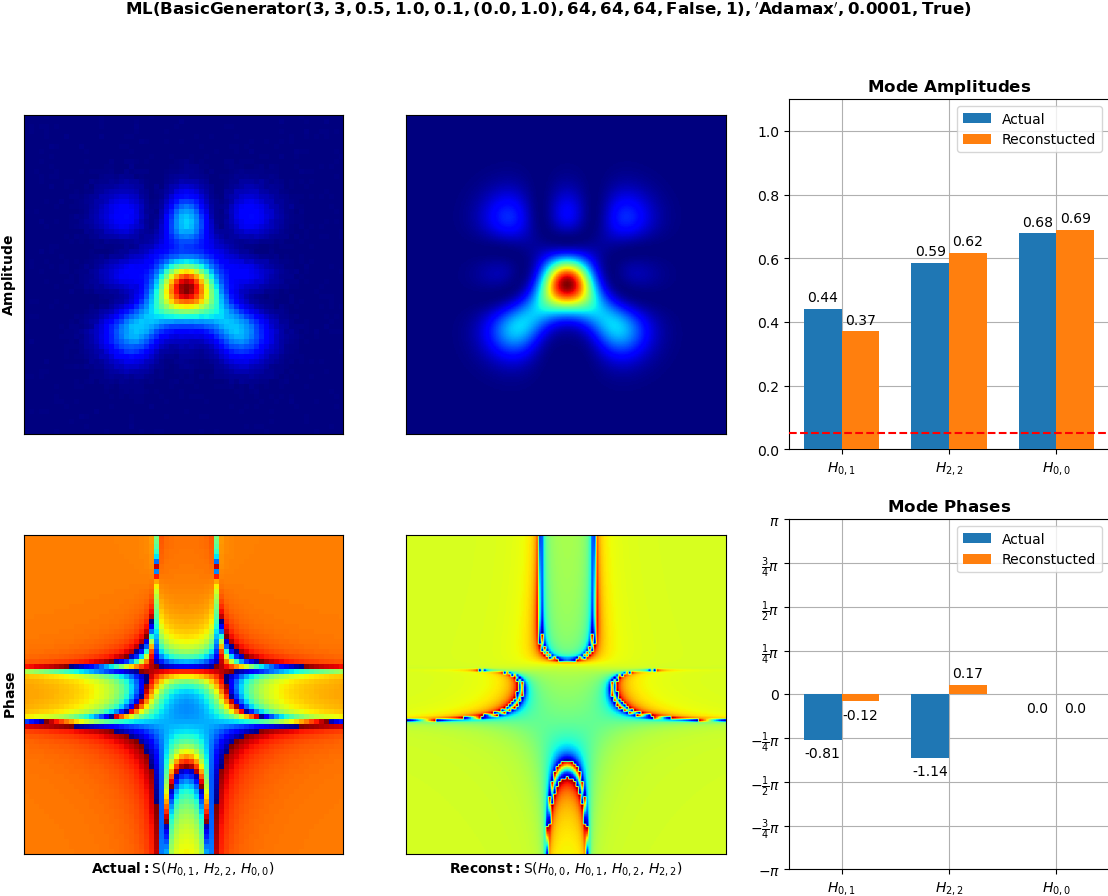 ML(BasicGenerator(3, 3, 0.5, 1.0, 0.1, (0.0, 1.0), 64, 64, 64, False, 1), ′Adamax′, 0.0001, True)
Amplitude
Mode Amplitudes
Actual
Reconstucted
1.0
0.8
0.6
0.4
0.2
0.0
0.44
0.37
0.59
0.62
0.68
0.69
H0, 1
H2, 2
H0, 0
Phase
Actual: S(H0, 1, H2, 2, H0, 0)
Reconst: S(H0, 0, H0, 1, H0, 2, H2, 2)
Mode Phases
Actual
Reconstucted
π
3/4π
1/2π
1/4π
0
−1/4π
−1/2π
−3/4π
−π
-0.81
-0.12
-1.14
0.17
0.0
0.0
H0, 1
H2, 2
H0, 0